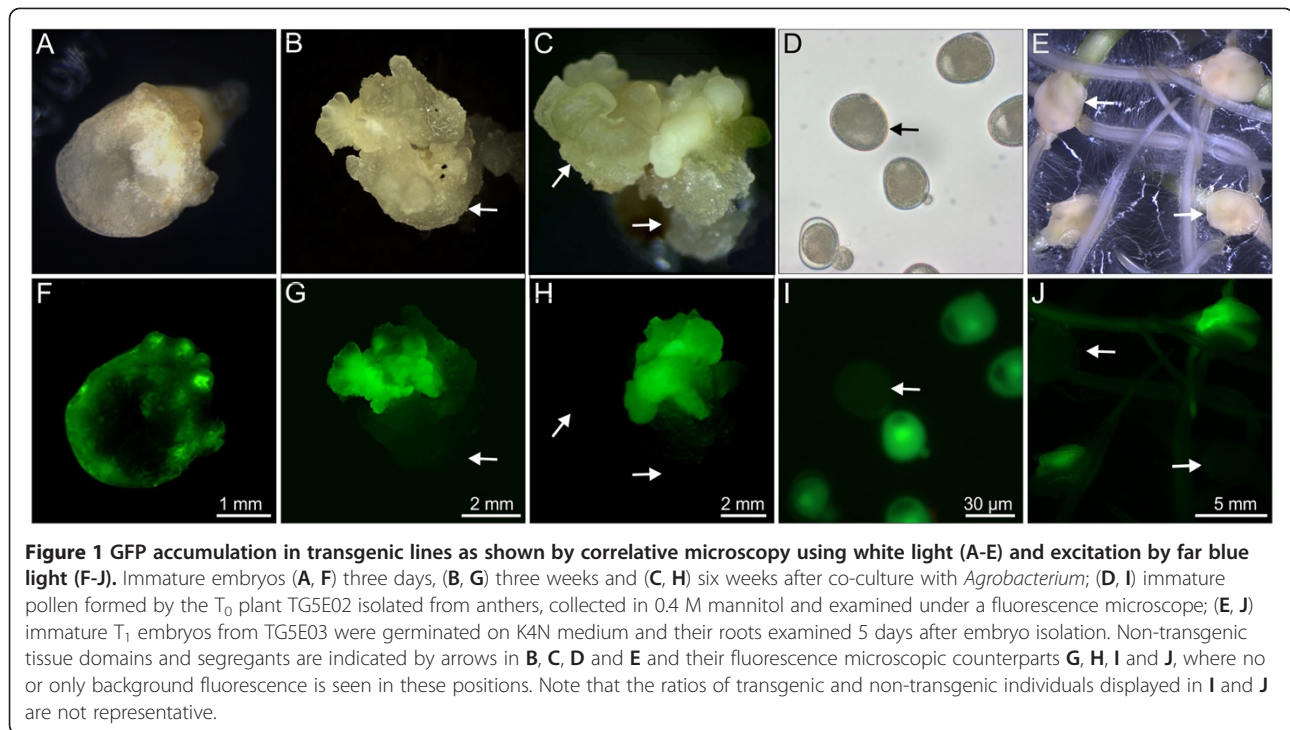 A B C D E
F G H I J
1 mm 2 mm 2 mm 30 µm 5 mm
Figure 1 GFP accumulation in transgenic lines as shown by correlative microscopy using white light (A-E) and excitation by far blue
light (F-J). Immature embryos (A, F) three days, (B, G) three weeks and (C, H) six weeks after co-culture with Agrobacterium; (D, I) immature
pollen formed by the T₀ plant TG5E02 isolated from anthers, collected in 0.4 M mannitol and examined under a fluorescence microscope; (E, J)
immature T₁ embryos from TG5E03 were germinated on K4N medium and their roots examined 5 days after embryo isolation. Non-transgenic
tissue domains and segregants are indicated by arrows in B, C, D and E and their fluorescence microscopic counterparts G, H, I and J, where no
or only background fluorescence is seen in these positions. Note that the ratios of transgenic and non-transgenic individuals displayed in I and J
are not representative.